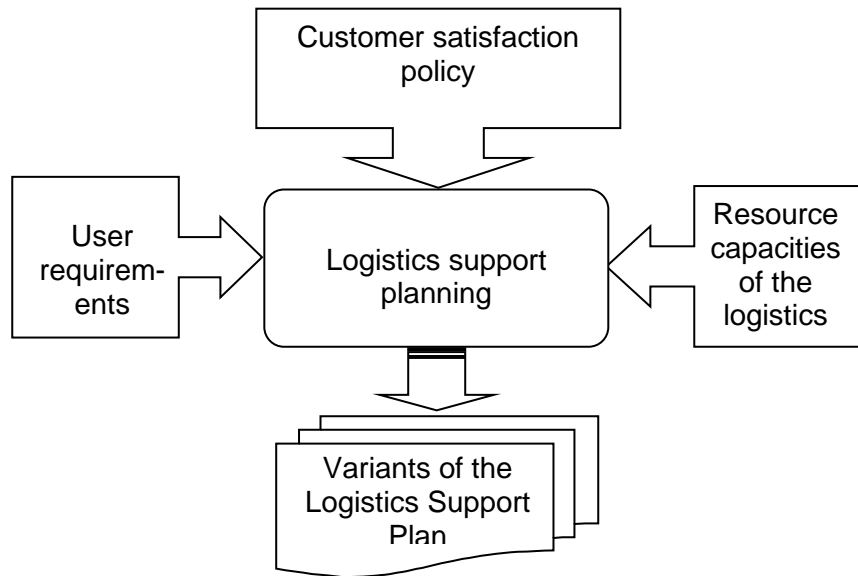 Customer satisfaction
policy
User
requirem-
ents
Logistics support
planning
Resource
capacities
of the
logistics
Variants of the
Logistics Support
Plan